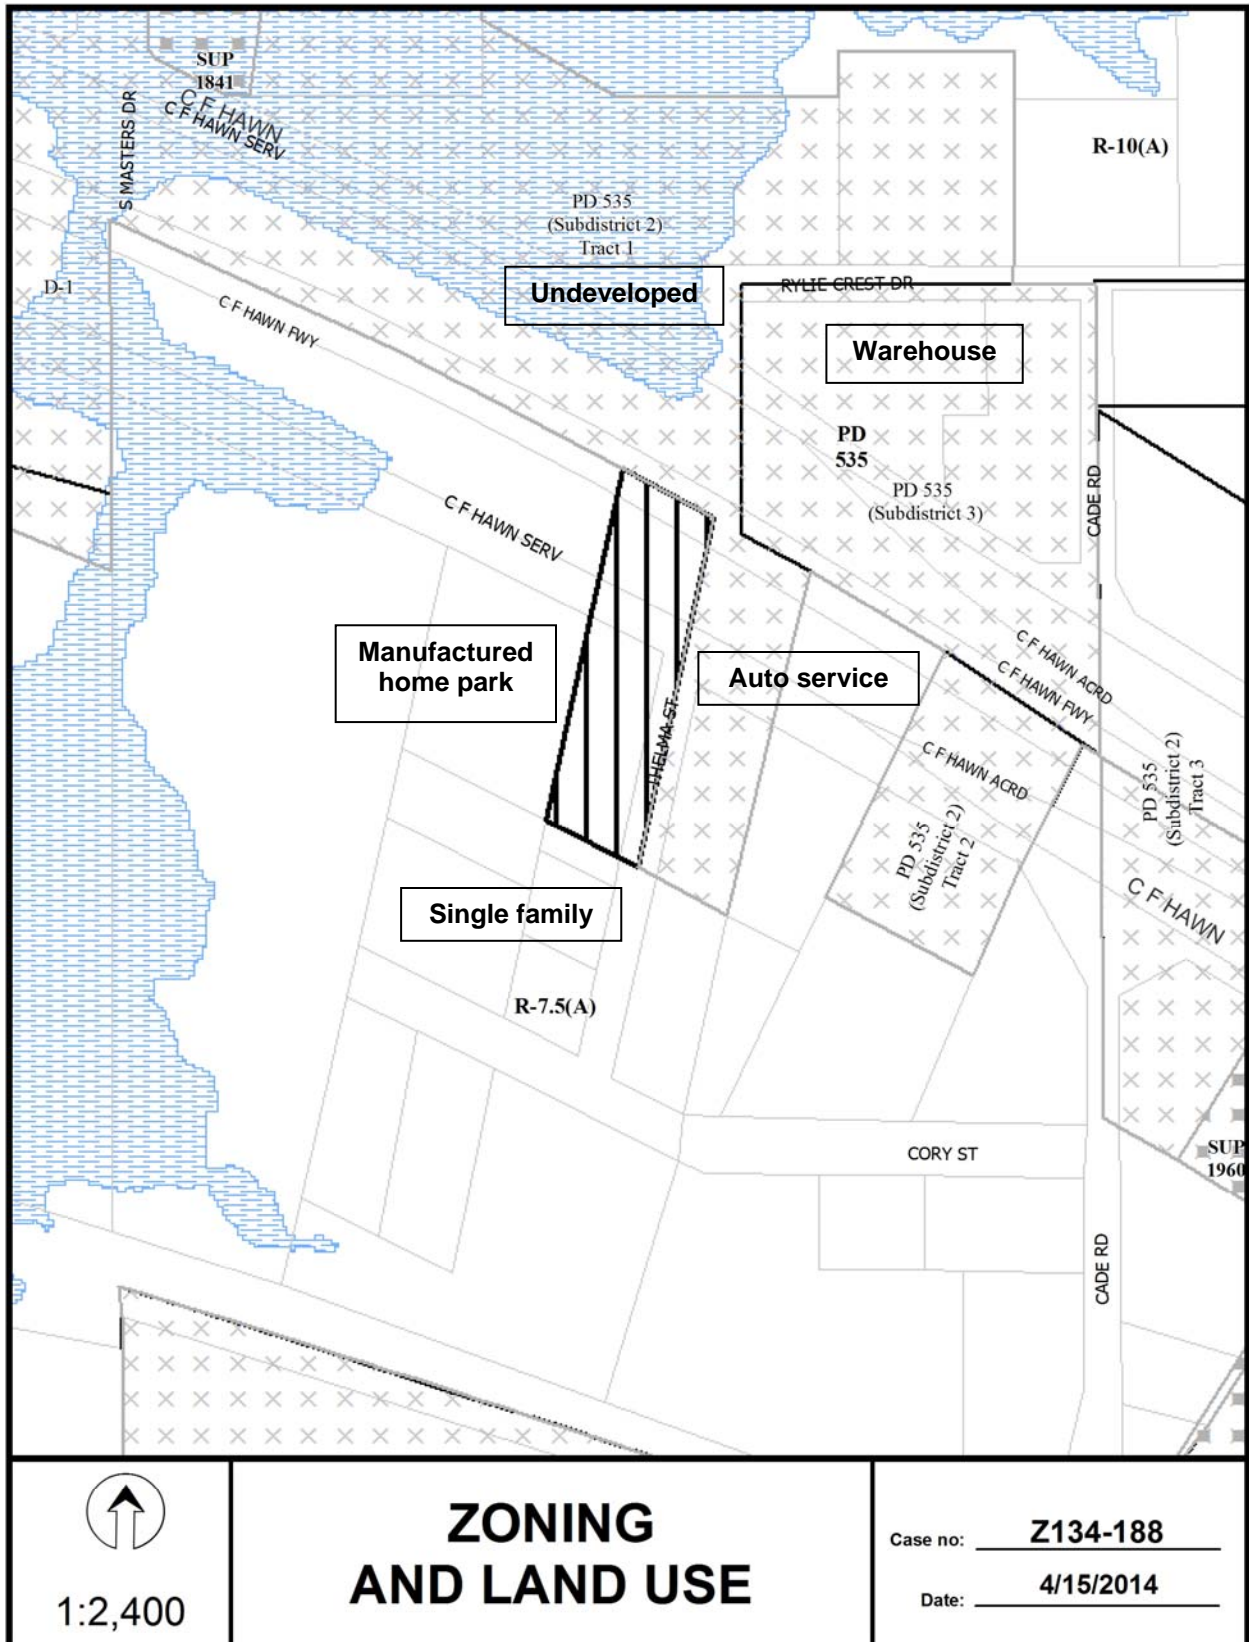 SUP
1841
C F HAWN
C F HAWN SERV
S MASTERS DR
R-10(A)
PD 535
(Subdistrict 2)
Tract 1
D-1
Undeveloped
RYLIE CREST DR
C F HAWN FWY
Warehouse
PD
535
PD 535
(Subdistrict 3)
CADE RD
C F HAWN SERV
Manufactured
home park
Auto service
THELMA ST
C F HAWN ACRD
C F HAWN FWY
C F HAWN ACRD
PD 535
(Subdistrict 2)
Tract 3
PD 535
(Subdistrict 2)
Tract 2
C F HAWN
Single family
R-7.5(A)
CORY ST
SUP
1960
CADE RD
1:2,400
ZONING
AND LAND USE
Case no: Z134-188
Date: 4/15/2014